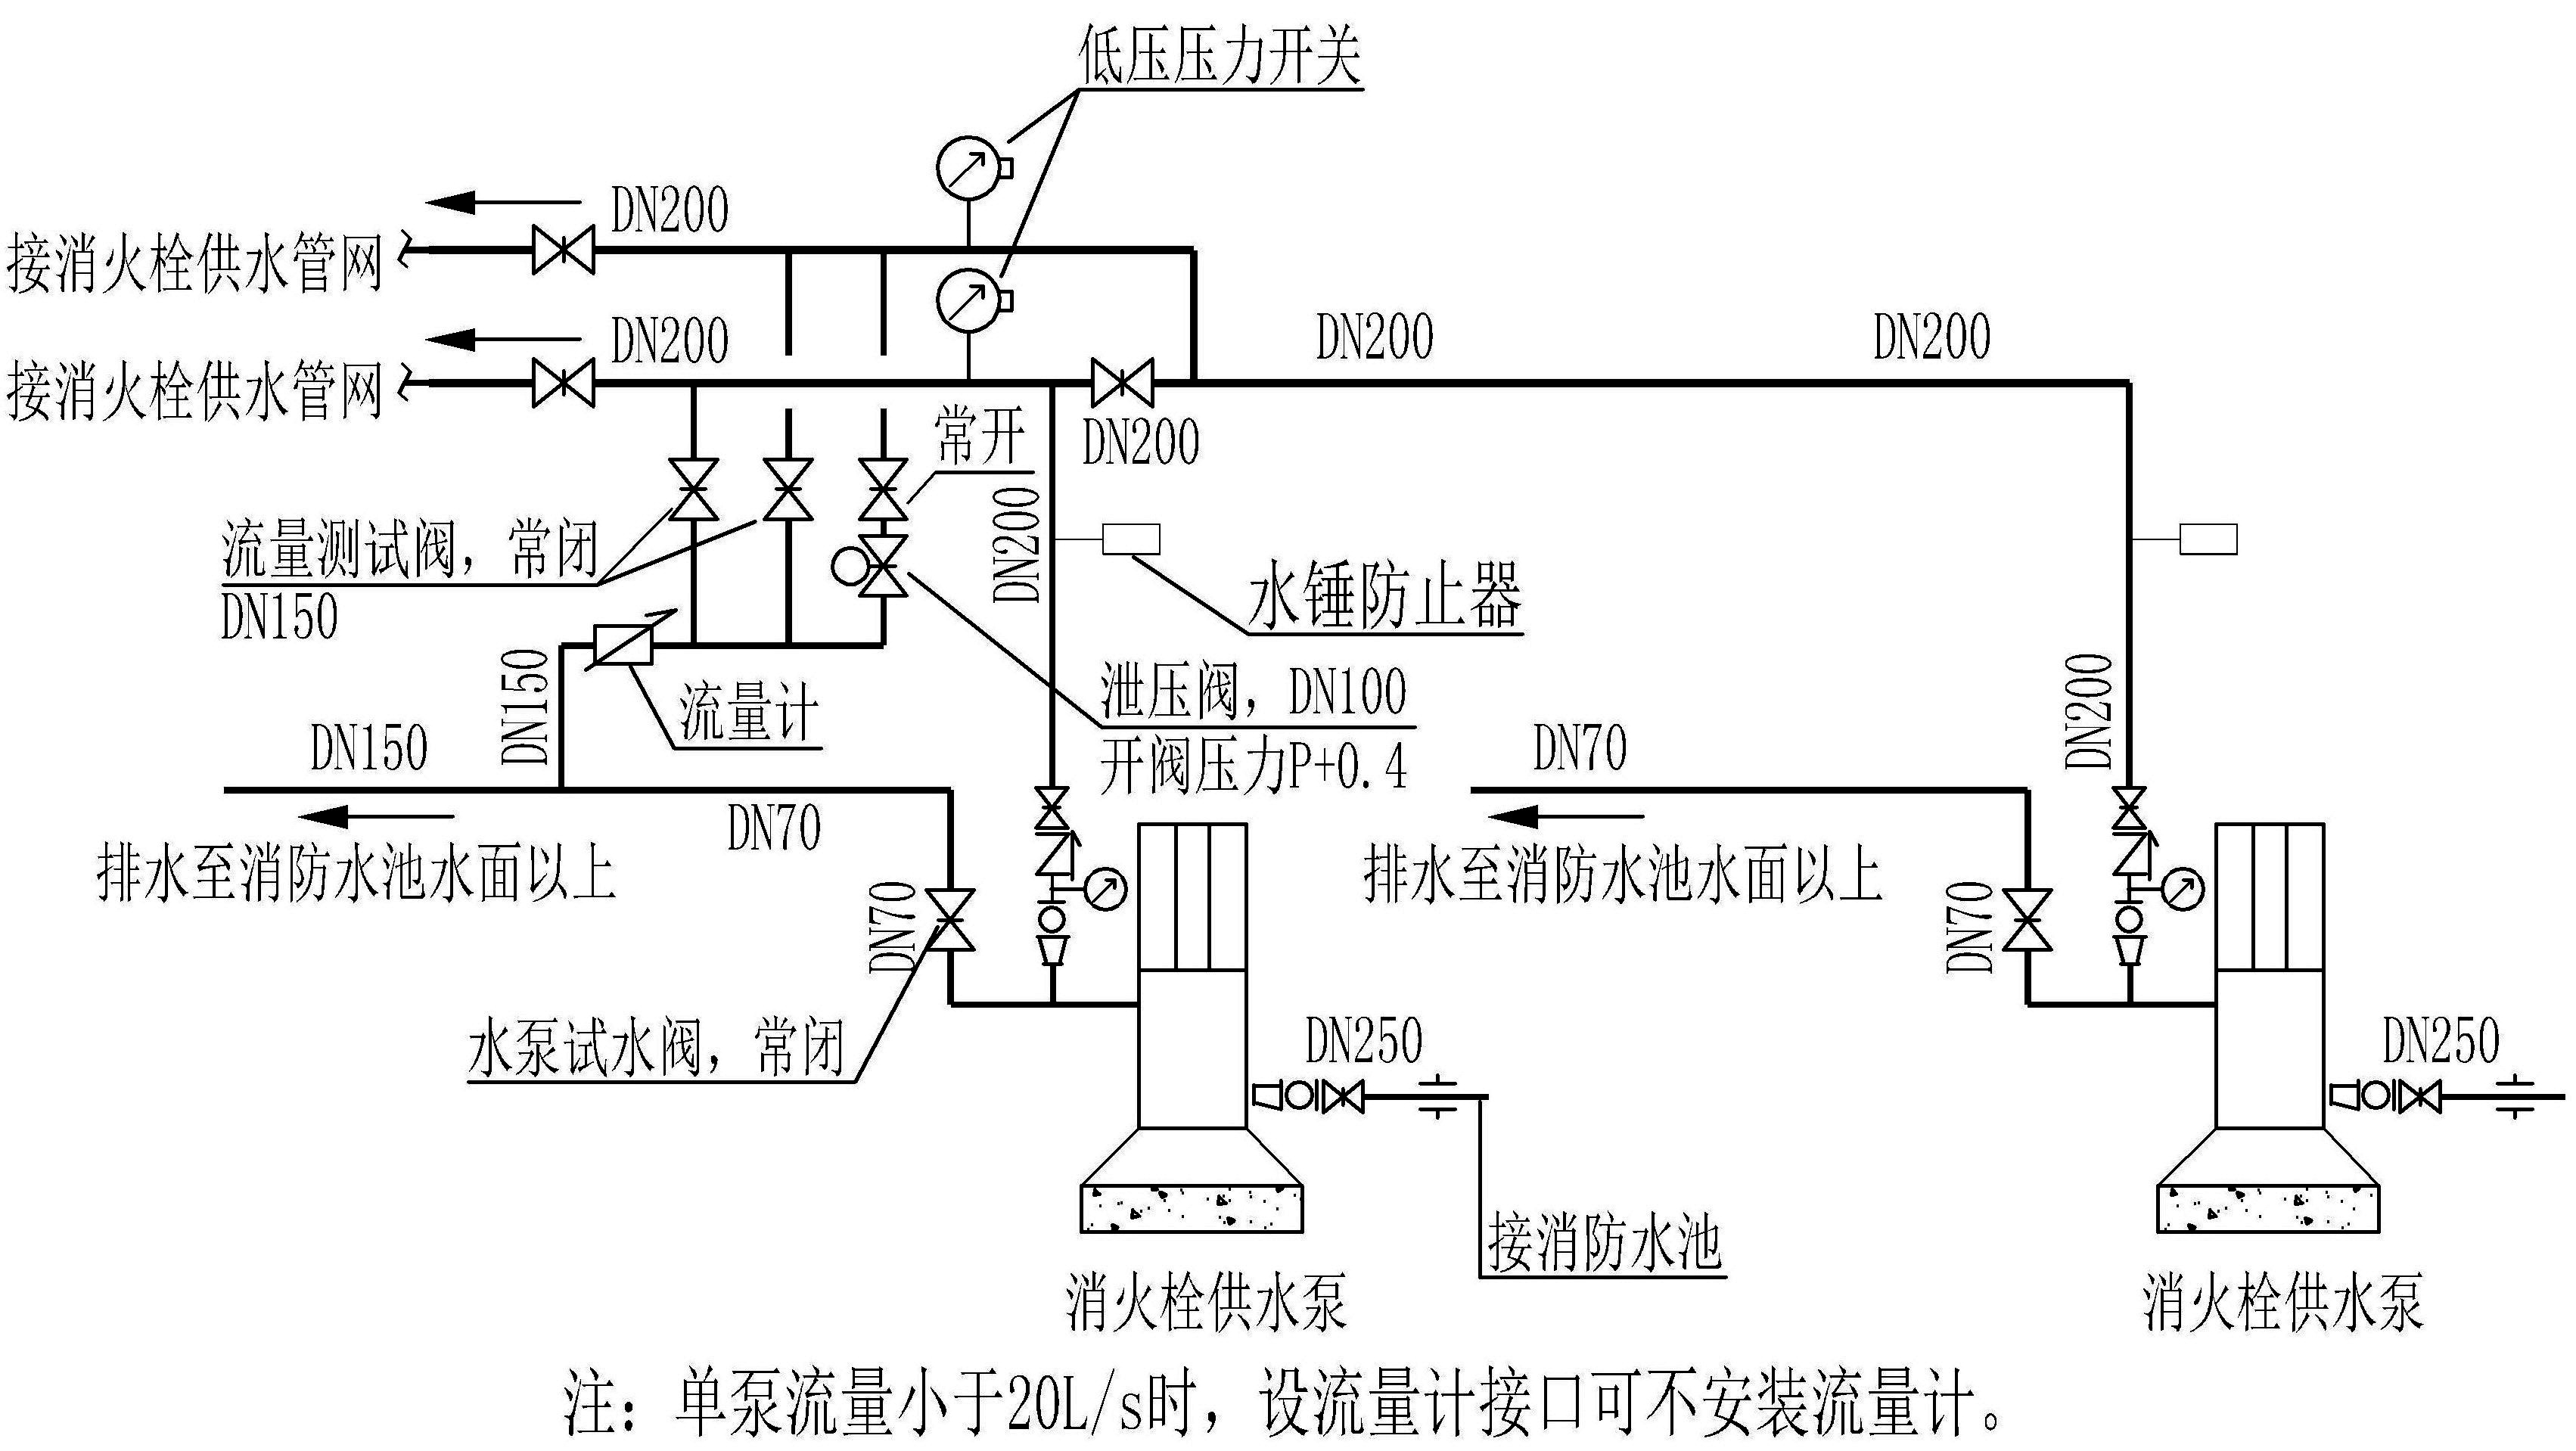 低压压力开关
DN200
接消火栓供水管网
DN200
接消火栓供水管网
DN200
DN200
DN200
常开
DN200
流量测试阀，常闭
DN150
水锤防止器
DN150
流量计
泄压阀，DN100
开阀压力P+0.4
DN150
DN70
排水至消防水池水面以上
DN70
水泵试水阀，常闭
DN250
接消防水池
消火栓供水泵
DN200
DN70
排水至消防水池水面以上
DN70
DN250
消火栓供水泵
注：单泵流量小于20L/s时，设流量计接口可不安装流量计。